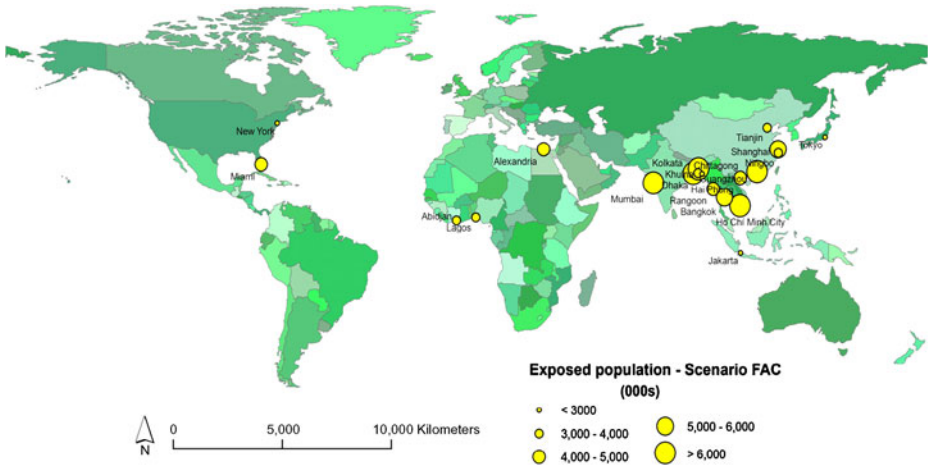 New York
Tianjin
Tokyo
Shanghai
Alexandria
Kolkata
Chittagong
Ningbo
Miami
Khulna
Guangzhou
Dhaka
Hai Phong
Mumbai
Rangoon
Abidjan
Bangkok
Lagos
Ho Chi Minh City
Jakarta
Exposed population - Scenario FAC
(000s)
< 3000
3,000 - 4,000
4,000 - 5,000
5,000 - 6,000
> 6,000
0 5,000 10,000 Kilometers
N